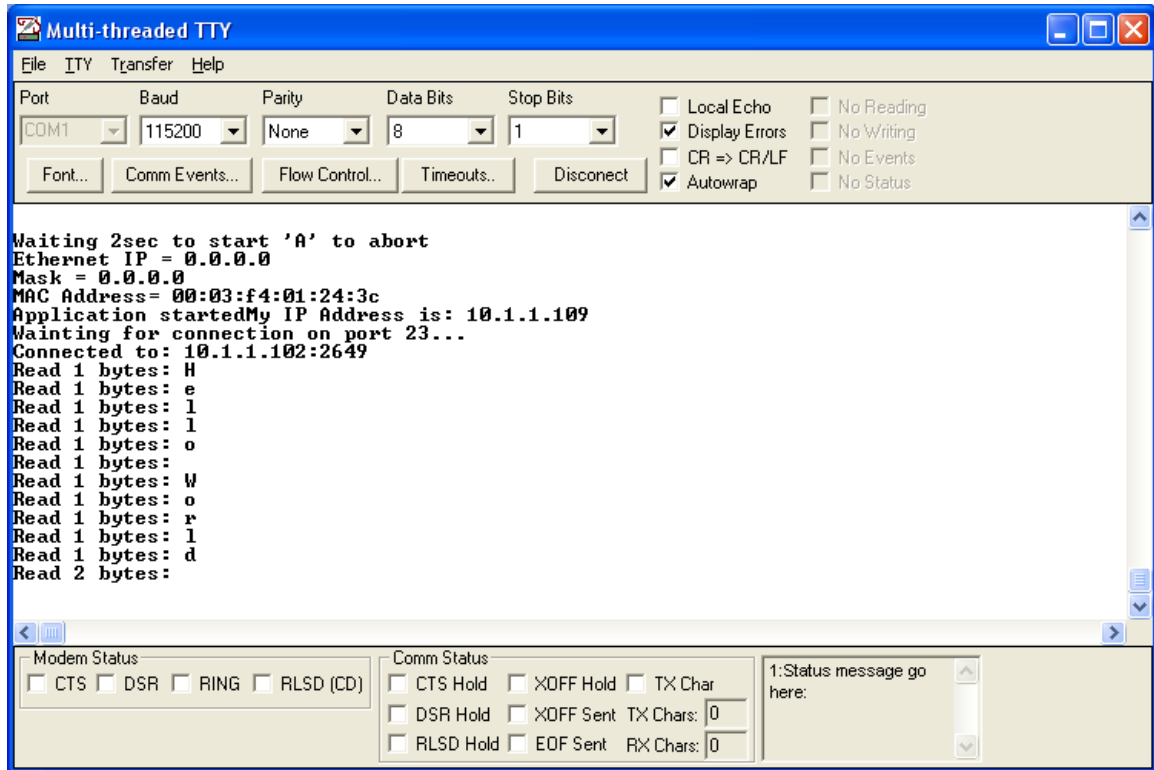 Multi-threaded TTY
File TTY Transfer Help
Port Baud Parity Data Bits Stop Bits
COM1 115200 None 8 1
Local Echo No Reading
Display Errors No Writing
CR => CR/LF No Events
Autowrap No Status
Font... Comm Events... Flow Control... Timeouts.. Disconect
Waiting 2sec to start 'A' to abort
Ethernet IP = 0.0.0.0
Mask = 0.0.0.0
MAC Address= 00:03:f4:01:24:3c
Application startedMy IP Address is: 10.1.1.109
Wainting for connection on port 23...
Connected to: 10.1.1.102:2649
Read 1 bytes: H
Read 1 bytes: e
Read 1 bytes: l
Read 1 bytes: l
Read 1 bytes: o
Read 1 bytes:
Read 1 bytes: W
Read 1 bytes: o
Read 1 bytes: r
Read 1 bytes: l
Read 1 bytes: d
Read 2 bytes:
Modem Status
CTS DSR RING RLSD (CD)
Comm Status
CTS Hold XOFF Hold TX Char
DSR Hold XOFF Sent TX Chars: 0
RLSD Hold EOF Sent RX Chars: 0
1:Status message go
here: